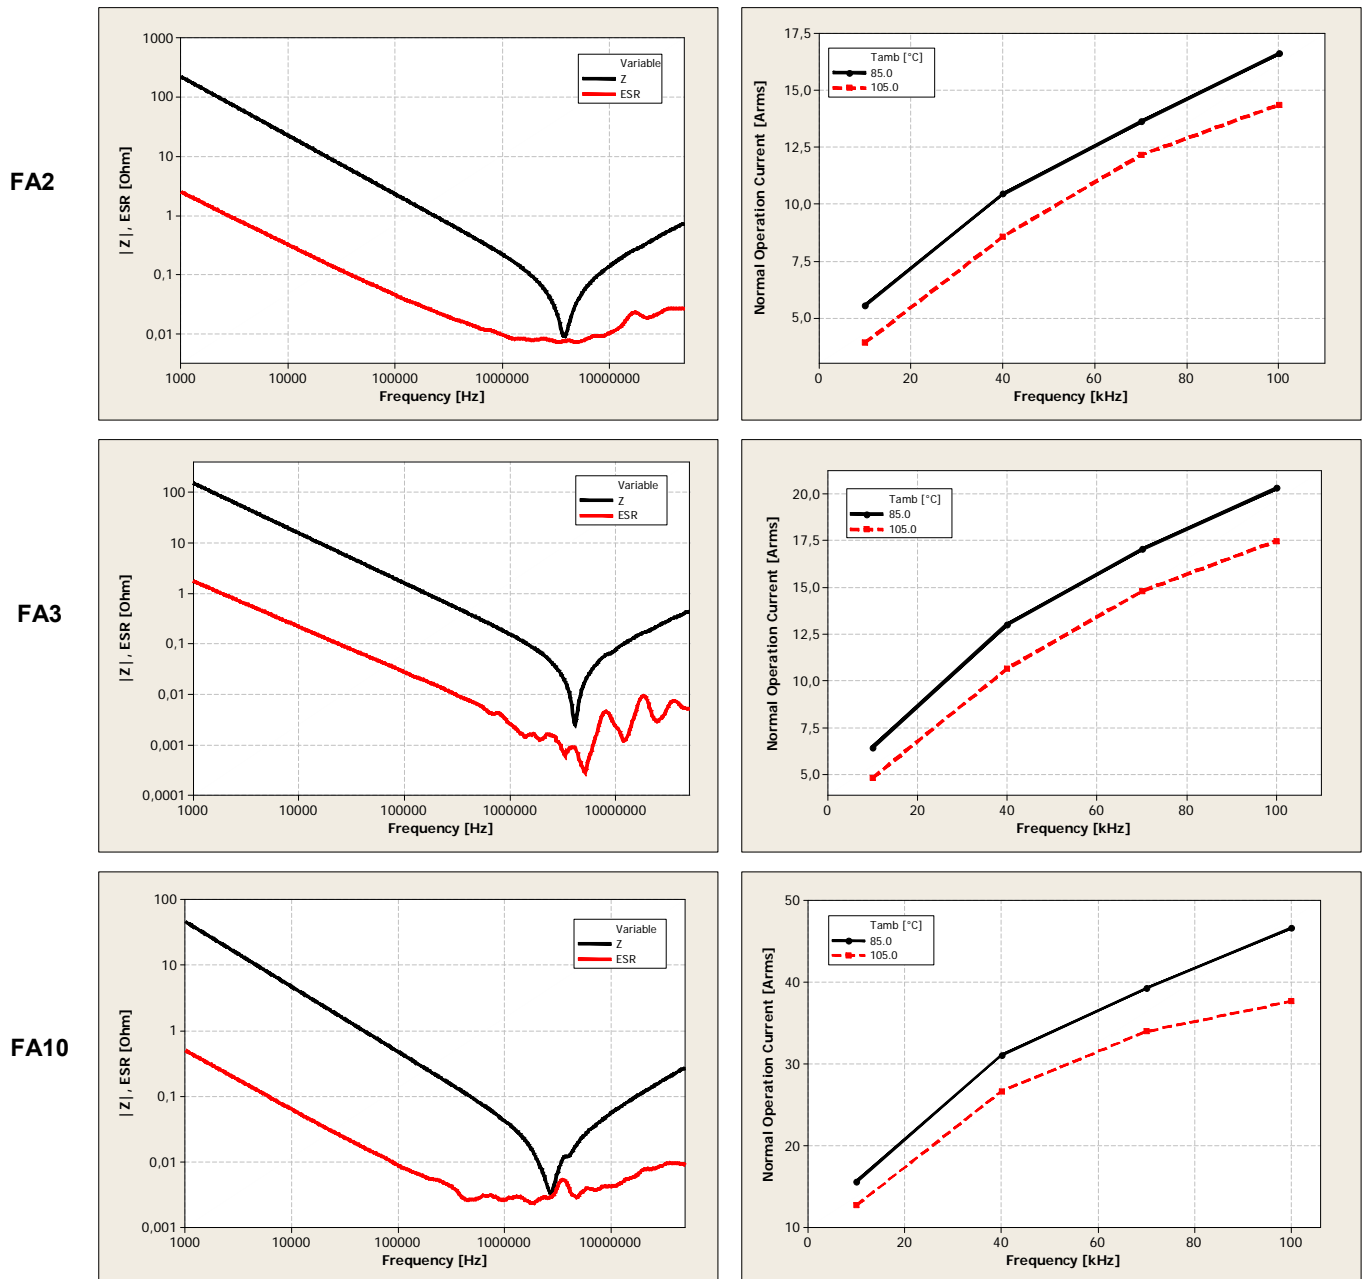 FA2
1000
100
10
1
0,1
0,01
|Z|, ESR [Ohm]
1000
10000
100000
1000000
10000000
Frequency [Hz]
Variable
Z
ESR
17,5
15,0
12,5
10,0
7,5
5,0
Normal Operation Current [Arms]
0
20
40
60
80
100
Frequency [kHz]
Tamb [°C]
85.0
105.0
FA3
100
10
1
0,1
0,01
0,001
0,0001
|Z|, ESR [Ohm]
1000
10000
100000
1000000
10000000
Frequency [Hz]
Variable
Z
ESR
20,0
17,5
15,0
12,5
10,0
7,5
5,0
Normal Operation Current [Arms]
0
20
40
60
80
100
Frequency [kHz]
Tamb [°C]
85.0
105.0
FA10
100
10
1
0,1
0,01
0,001
|Z|, ESR [Ohm]
1000
10000
100000
1000000
10000000
Frequency [Hz]
Variable
Z
ESR
50
40
30
20
10
Normal Operation Current [Arms]
0
20
40
60
80
100
Frequency [kHz]
Tamb [°C]
85.0
105.0